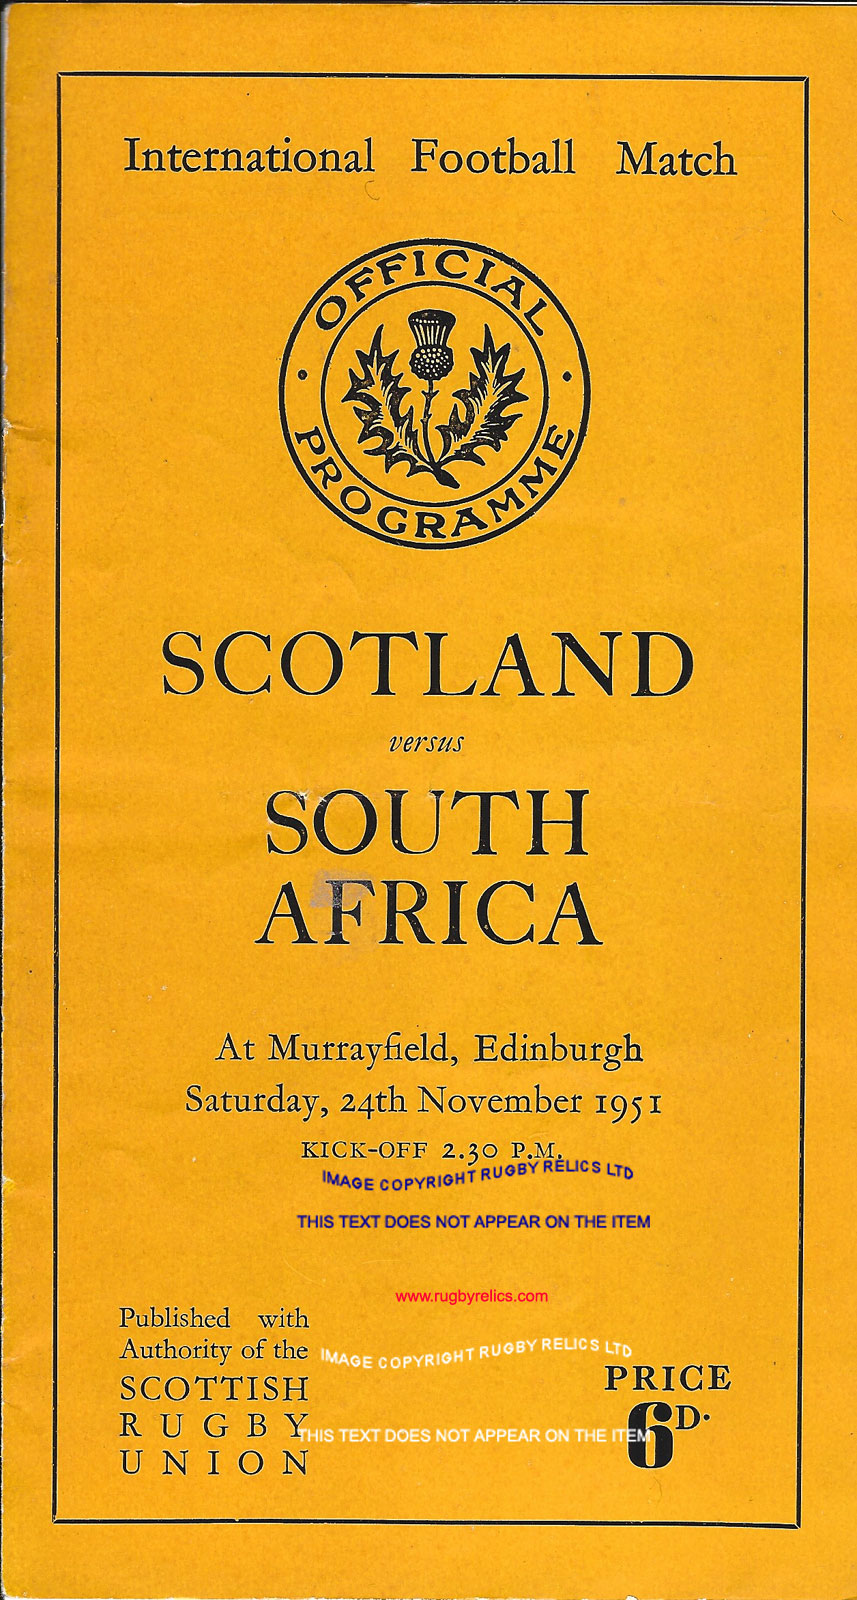 International Football Match
OFFICIAL
PROGRAMME
SCOTLAND
versus
SOUTH
AFRICA
At Murrayfield, Edinburgh
Saturday, 24th November 1951
KICK-OFF 2.30 P.M.
IMAGE COPYRIGHT RUGBY RELICS LTD
THIS TEXT DOES NOT APPEAR ON THE ITEM
www.rugbyrelics.com
Published with
Authority of the
SCOTTISH
RUGBY
UNION
IMAGE COPYRIGHT RUGBY RELICS LTD
THIS TEXT DOES NOT APPEAR ON THE ITEM
PRICE
6D.